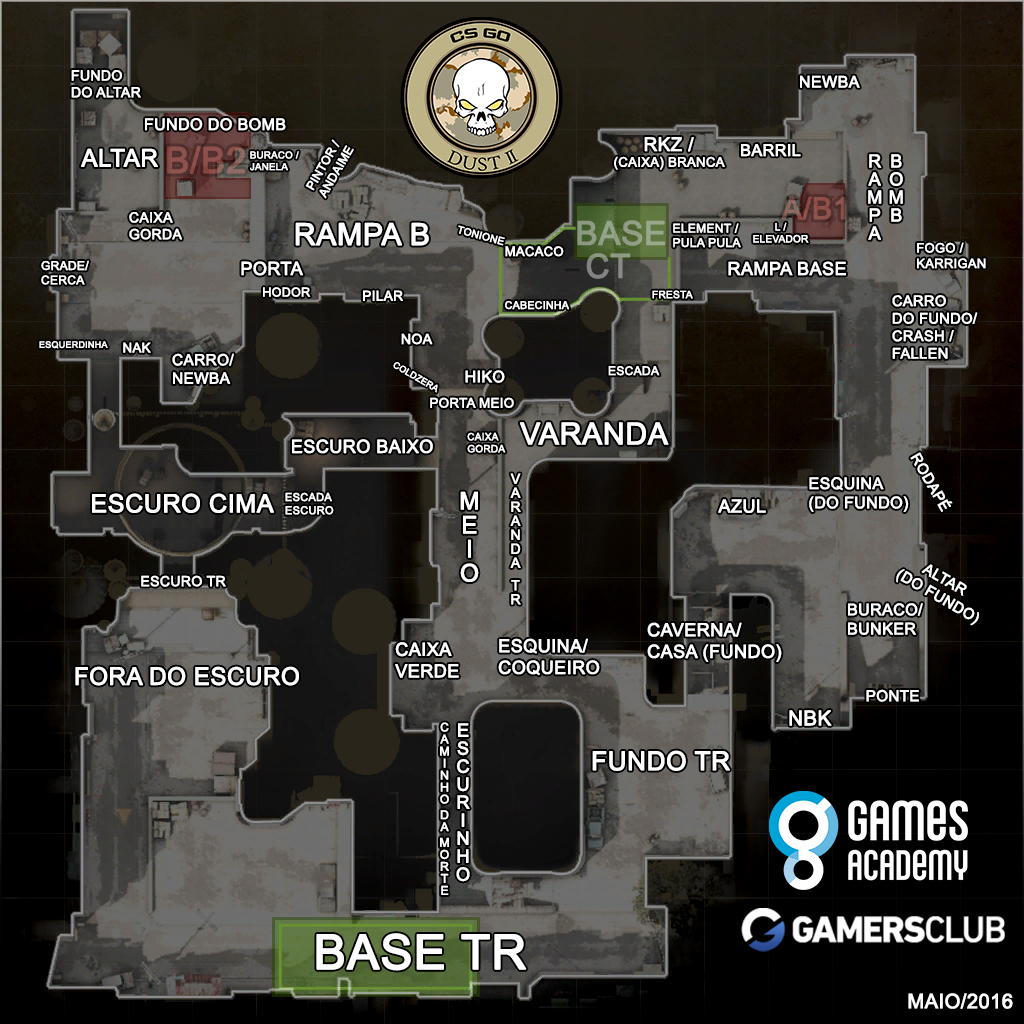 CS GO
DUST II
FUNDO
DO ALTAR
FUNDO DO BOMB
ALTAR
B/B2
BURACO /
JANELA
PINTOR/
ANDAIME
CAIXA
GORDA
RAMPA B
TONIONE
MACACO
BASE
CT
CABECINHA
FRESTA
NEWBA
RKZ /
(CAIXA) BRANCA
BARRIL
RAMPA
BOMB
A/B1
L /
ELEVADOR
ELEMENT /
PULA PULA
RAMPA BASE
FOGO /
KARRIGAN
GRADE/
CERCA
PORTA
HODOR
PILAR
CARRO
DO FUNDO/
CRASH /
FALLEN
ESQUERDINHA
NAK
CARRO/
NEWBA
NOA
COLDZERA
HIKO
PORTA MEIO
ESCADA
ESCURO BAIXO
CAIXA
GORDA
VARANDA
ESCURO CIMA
ESCADA
ESCURO
MEIO
VARANDA TR
AZUL
ESQUINA
(DO FUNDO)
RODAPÉ
ESCURO TR
ALTAR
(DO FUNDO)
BURACO/
BUNKER
FORA DO ESCURO
CAIXA
VERDE
ESQUINA/
COQUEIRO
CAVERNA/
CASA (FUNDO)
PONTE
NBK
CAMINHO DA MORTE
ESCURINHO
FUNDO TR
GAMES
ACADEMY
GAMERSCLUB
BASE TR
MAIO/2016